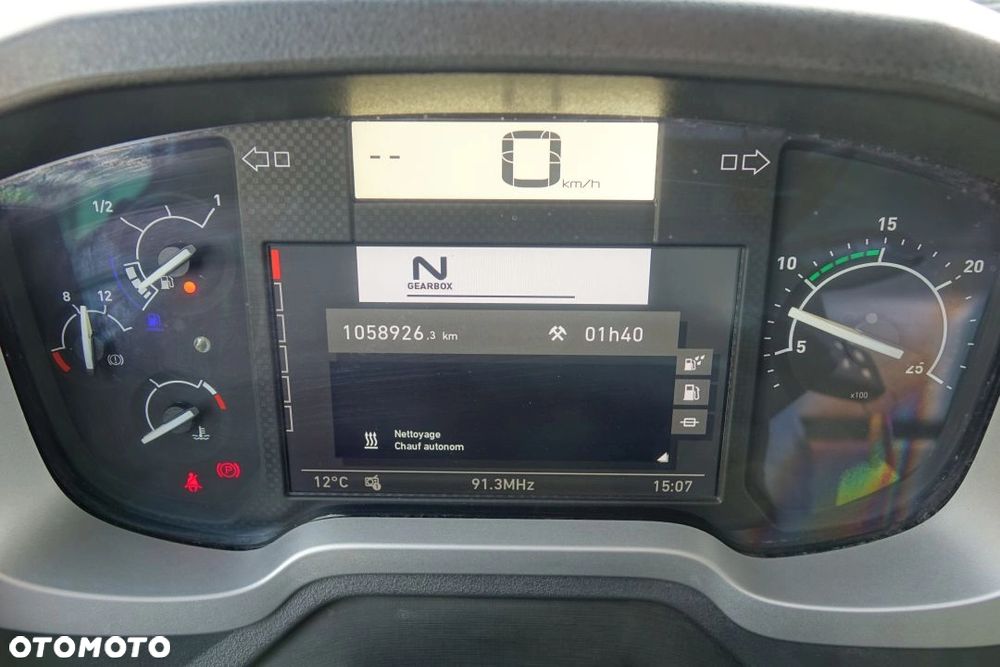 -- 0 km/h
1/2 1
8 12
N
GEARBOX
1058926.3 km 01h40
Nettoyage
Chauf autonom
12°C 91.3MHz 15:07
5 10 15 20 25
x100
P
OTOMOTO